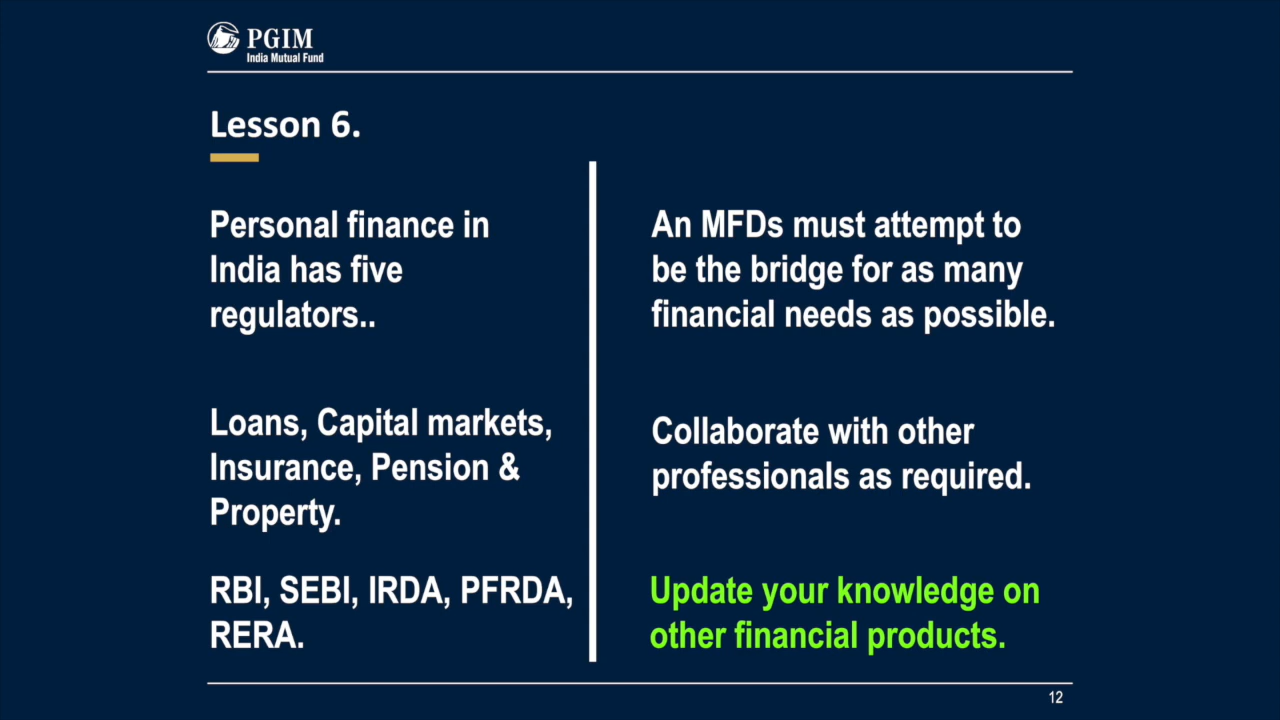 PGIM
India Mutual Fund
Lesson 6.
Personal finance in
India has five
regulators..
Loans, Capital markets,
Insurance, Pension &
Property.
RBI, SEBI, IRDA, PFRDA,
RERA.
An MFDs must attempt to
be the bridge for as many
financial needs as possible.
Collaborate with other
professionals as required.
Update your knowledge on
other financial products.
12